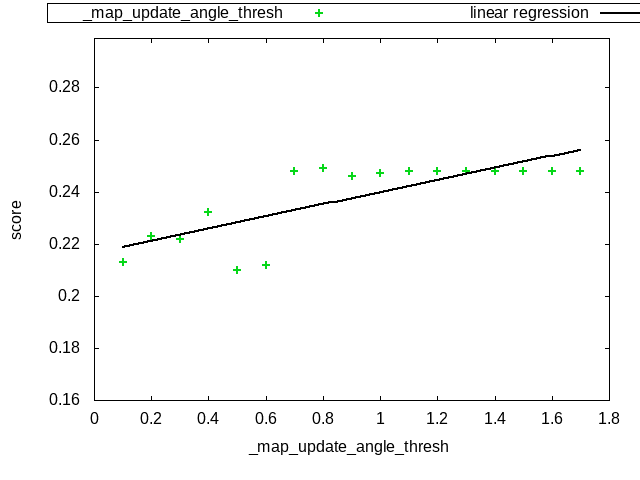 _map_update_angle_thresh linear regression
0.28
0.26
0.24
0.22
0.2
0.18
0.16
score
0 0.2 0.4 0.6 0.8 1 1.2 1.4 1.6 1.8
_map_update_angle_thresh